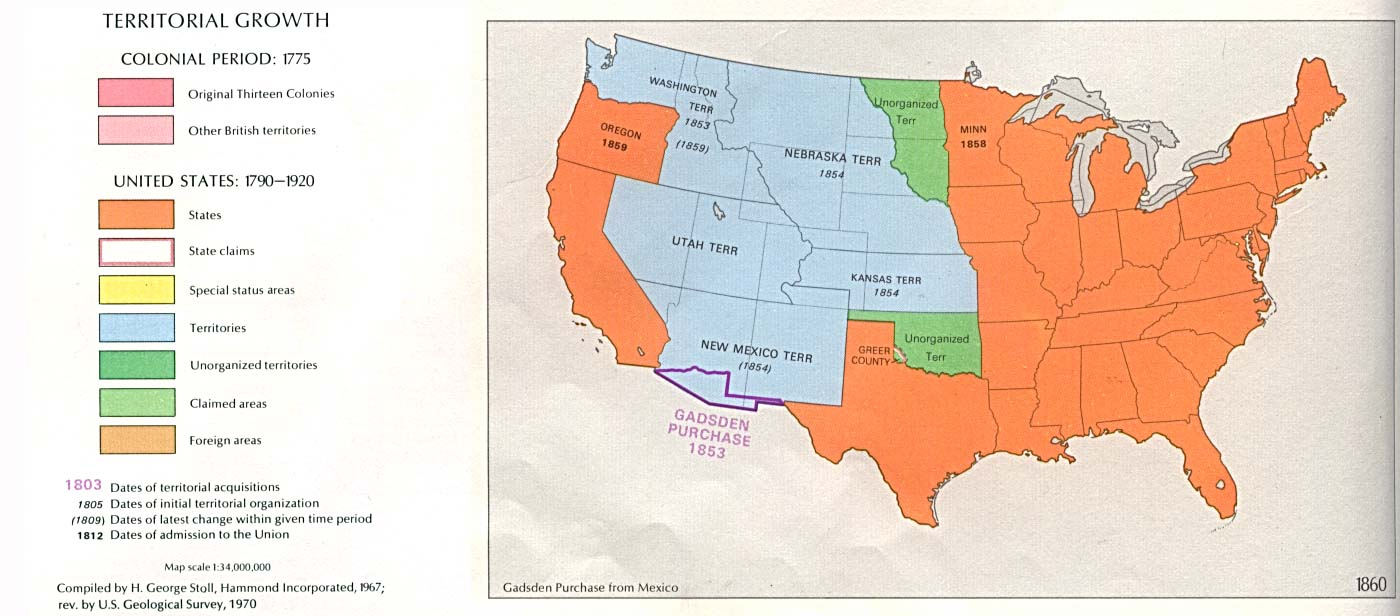 TERRITORIAL GROWTH
COLONIAL PERIOD: 1775
Original Thirteen Colonies
Other British territories
UNITED STATES: 1790–1920
States
State claims
Special status areas
Territories
Unorganized territories
Claimed areas
Foreign areas
1803 Dates of territorial acquisitions
1805 Dates of initial territorial organization
(1809) Dates of latest change within given time period
1812 Dates of admission to the Union
Map scale 1:34,000,000
Compiled by H. George Stoll, Hammond Incorporated, 1967;
rev. by U.S. Geological Survey, 1970
WASHINGTON
TERR
1853
(1859)
OREGON
1859
NEBRASKA TERR
1854
Unorganized
Terr
MINN
1858
UTAH TERR
KANSAS TERR
1854
NEW MEXICO TERR
(1854)
GREER
COUNTY
Unorganized
Terr
GADSDEN
PURCHASE
1853
Gadsden Purchase from Mexico
1860